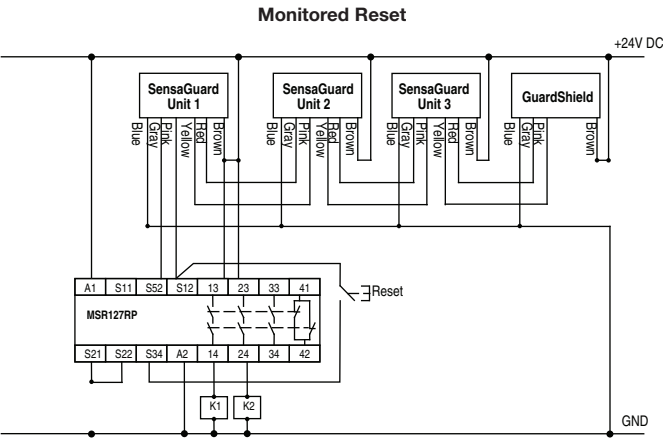 Monitored Reset
+24V DC
SensaGuard
Unit 1
SensaGuard
Unit 2
SensaGuard
Unit 3
GuardShield
Blue
Gray
Pink
Yellow
Red
Brown
Blue
Gray
Pink
Yellow
Red
Brown
Blue
Gray
Pink
Yellow
Red
Brown
Blue
Gray
Pink
Brown
A1 S11 S52 S12 13 23 33 41
Reset
MSR127RP
S21 S22 S34 A2 14 24 34 42
K1 K2
GND